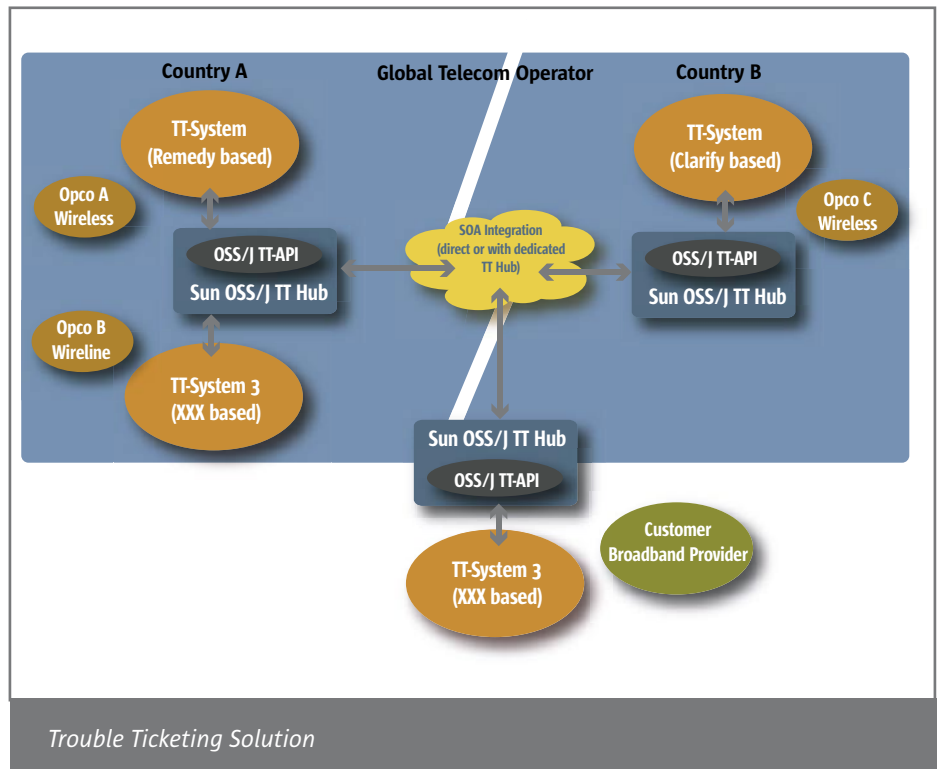 Country A
Global Telecom Operator
Country B
TT-System
(Remedy based)
TT-System
(Clarify based)
Opco A
Wireless
Opco C
Wireless
SOA Integration
(direct or with dedicated
TT Hub)
OSS/J TT-API
Sun OSS/J TT Hub
OSS/J TT-API
Sun OSS/J TT Hub
Opco B
Wireline
TT-System 3
(XXX based)
Sun OSS/J TT Hub
OSS/J TT-API
Customer
Broadband Provider
TT-System 3
(XXX based)
Trouble Ticketing Solution